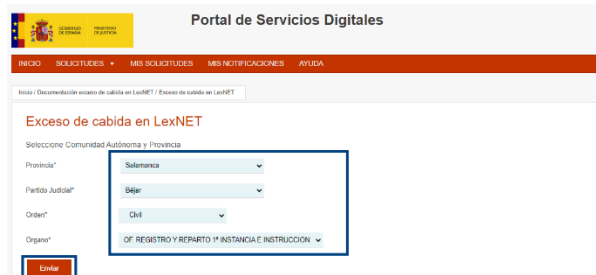 GOBIERNO DE ESPAÑA
MINISTERIO DE JUSTICIA
Portal de Servicios Digitales
INICIO SOLICITUDES MIS SOLICITUDES MIS NOTIFICACIONES AYUDA
Inicio / Documentación exceso de cabida en LexNET / Exceso de cabida en LexNET
Exceso de cabida en LexNET
Seleccione Comunidad Autónoma y Provincia
Provincia* Salamanca
Partido Judicial* Béjar
Orden* Civil
Organo* OF. REGISTRO Y REPARTO 1ª INSTANCIA E INSTRUCCION
Enviar